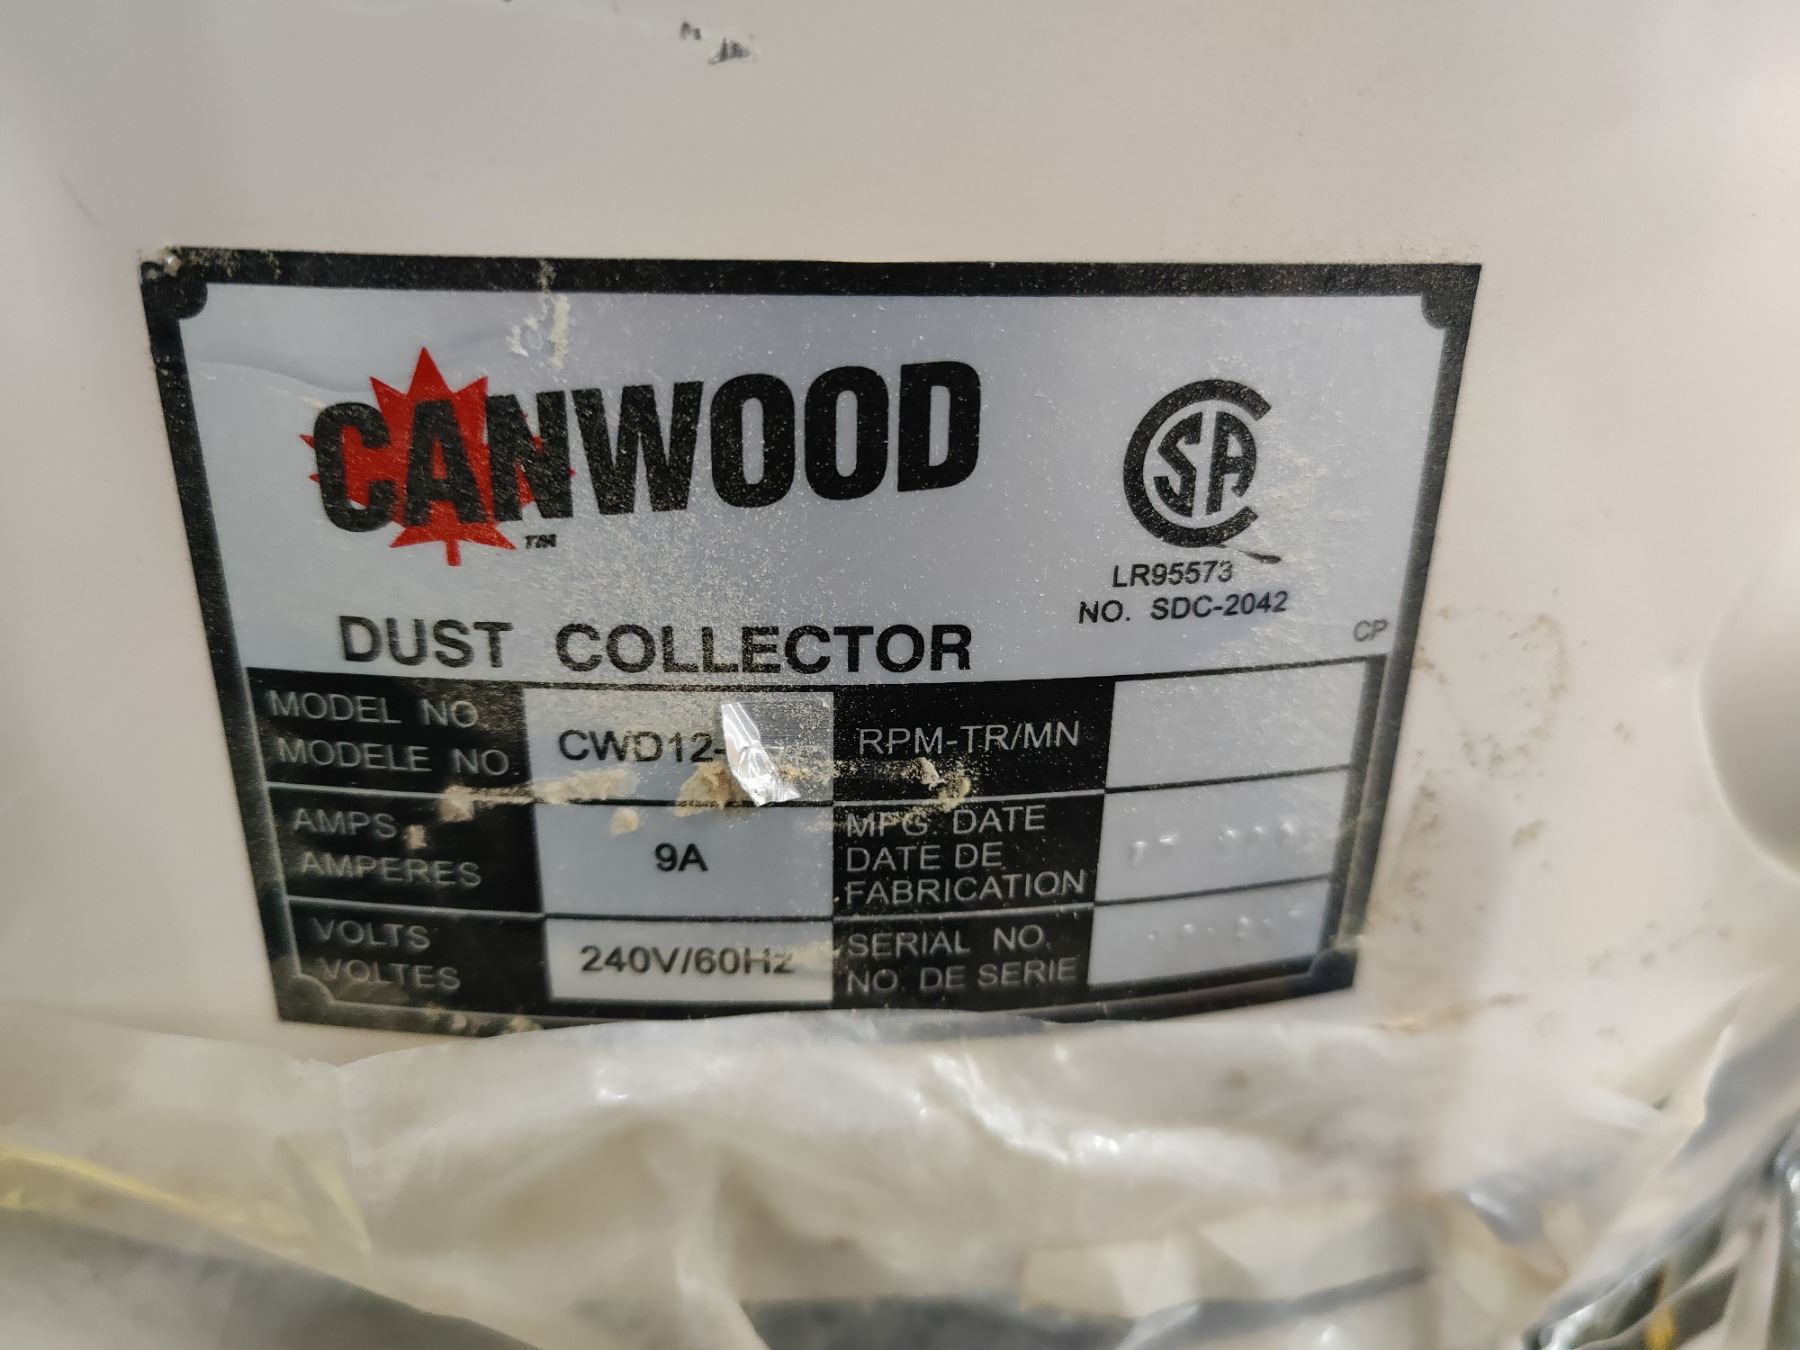 CANWOOD
TM
CSA
LR95573
NO. SDC-2042
CP
DUST COLLECTOR
MODEL NO.
MODELE NO.
CWD12-
RPM-TR/MN
AMPS
AMPERES
9A
MFG. DATE
DATE DE
FABRICATION
VOLTS
VOLTES
240V/60Hz
SERIAL NO.
NO. DE SERIE